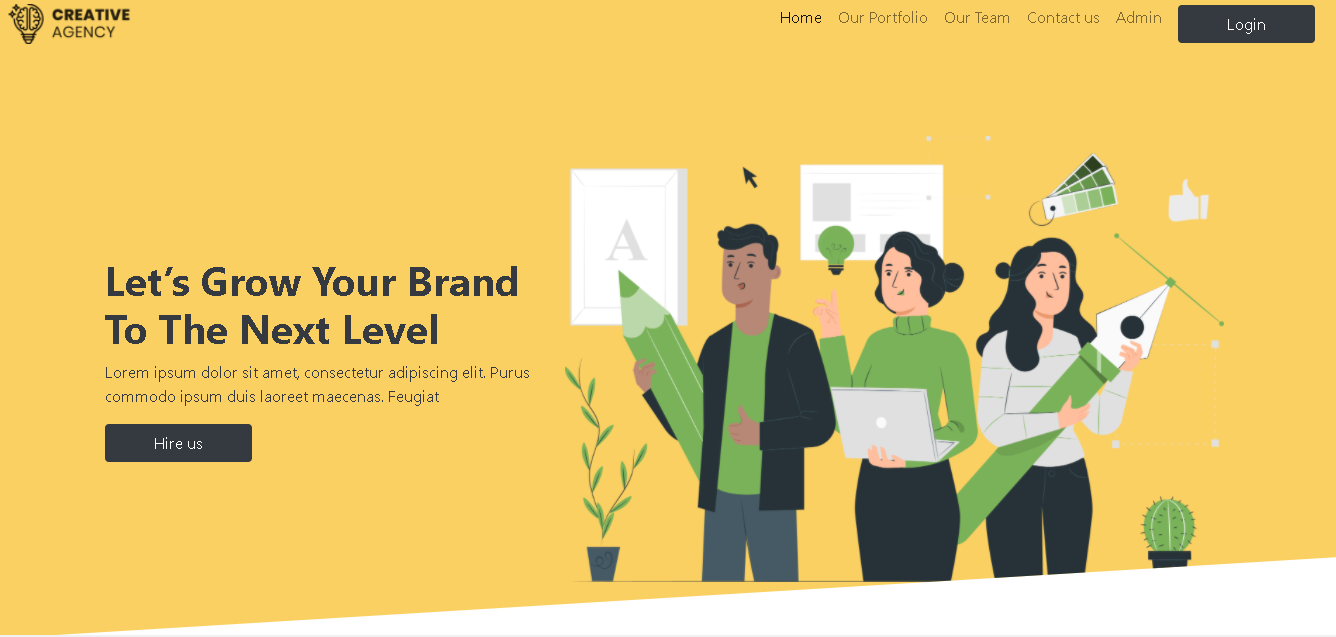 CREATIVE
AGENCY
Home Our Portfolio Our Team Contact us Admin Login
A
Let’s Grow Your Brand
To The Next Level
Lorem ipsum dolor sit amet, consectetur adipiscing elit. Purus
commodo ipsum duis laoreet maecenas. Feugiat
Hire us